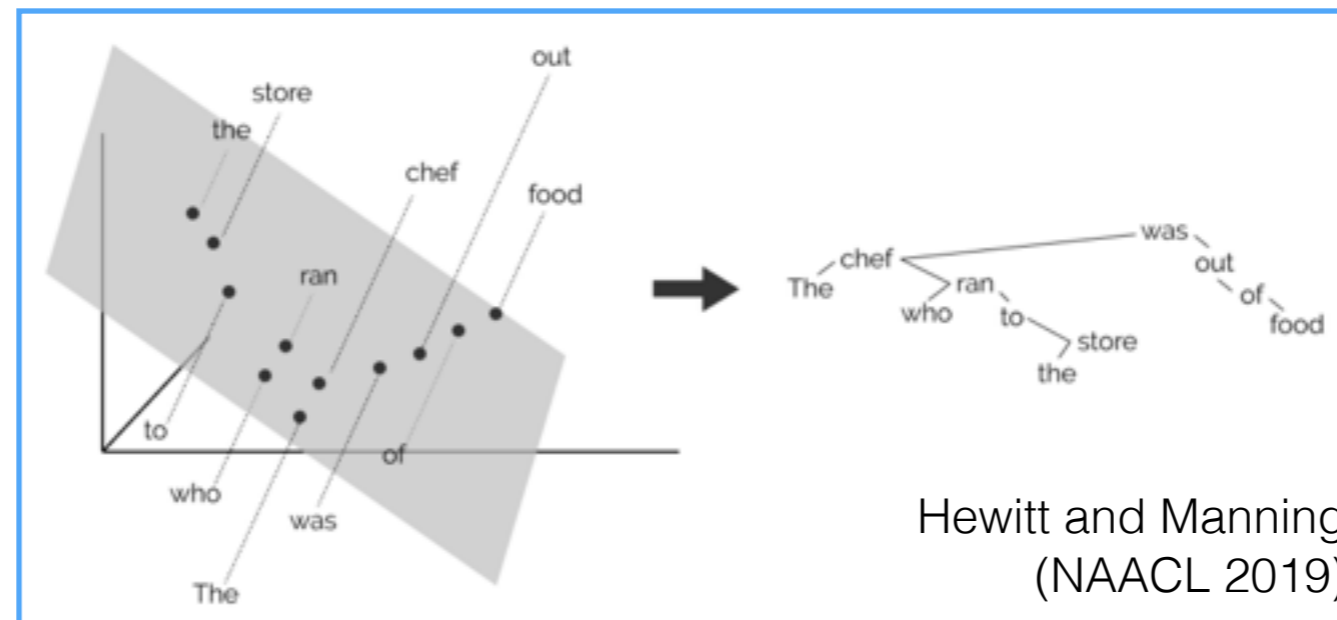 out
store
the
chef
food
ran
to
of
who
was
The
was
chef
out
The
ran
of
who
to
food
store
the
Hewitt and Manning
(NAACL 2019)